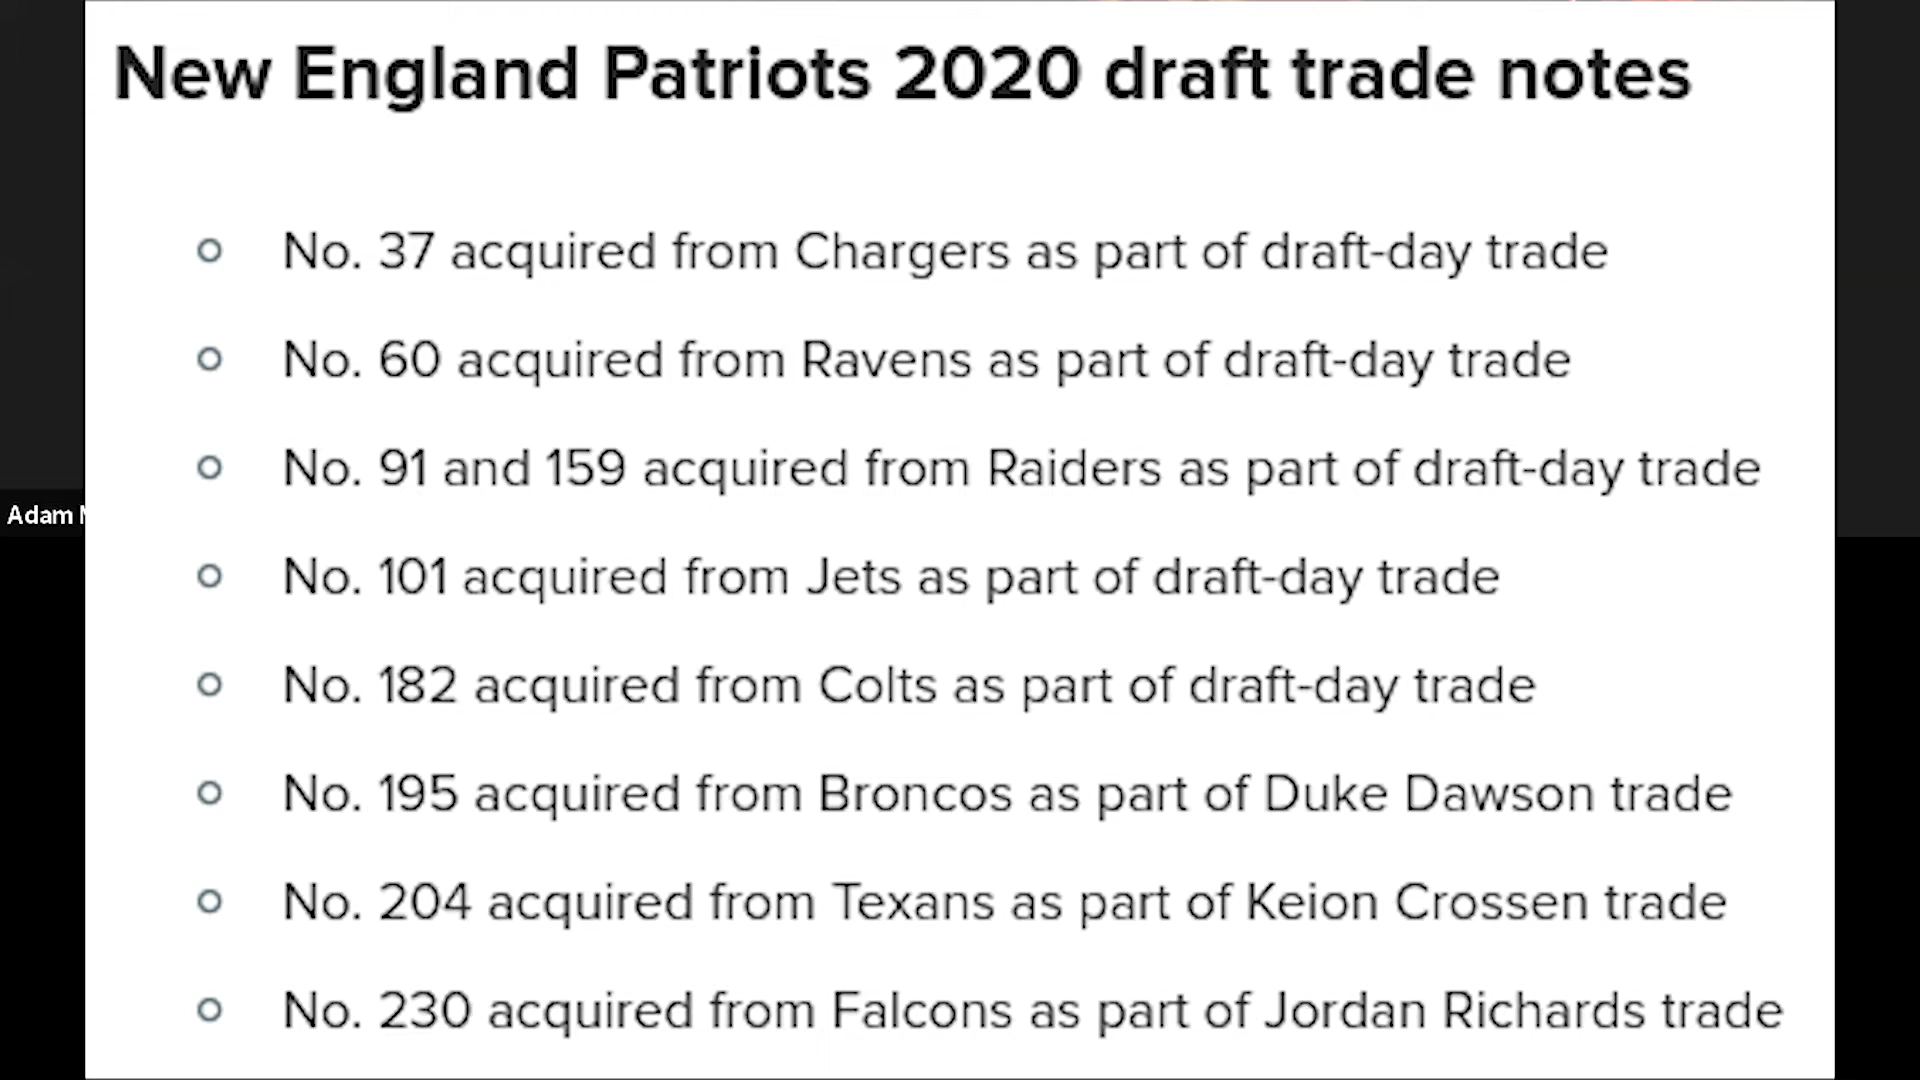 New England Patriots 2020 draft trade notes
No. 37 acquired from Chargers as part of draft-day trade
No. 60 acquired from Ravens as part of draft-day trade
No. 91 and 159 acquired from Raiders as part of draft-day trade
Adam
No. 101 acquired from Jets as part of draft-day trade
No. 182 acquired from Colts as part of draft-day trade
No. 195 acquired from Broncos as part of Duke Dawson trade
No. 204 acquired from Texans as part of Keion Crossen trade
No. 230 acquired from Falcons as part of Jordan Richards trade